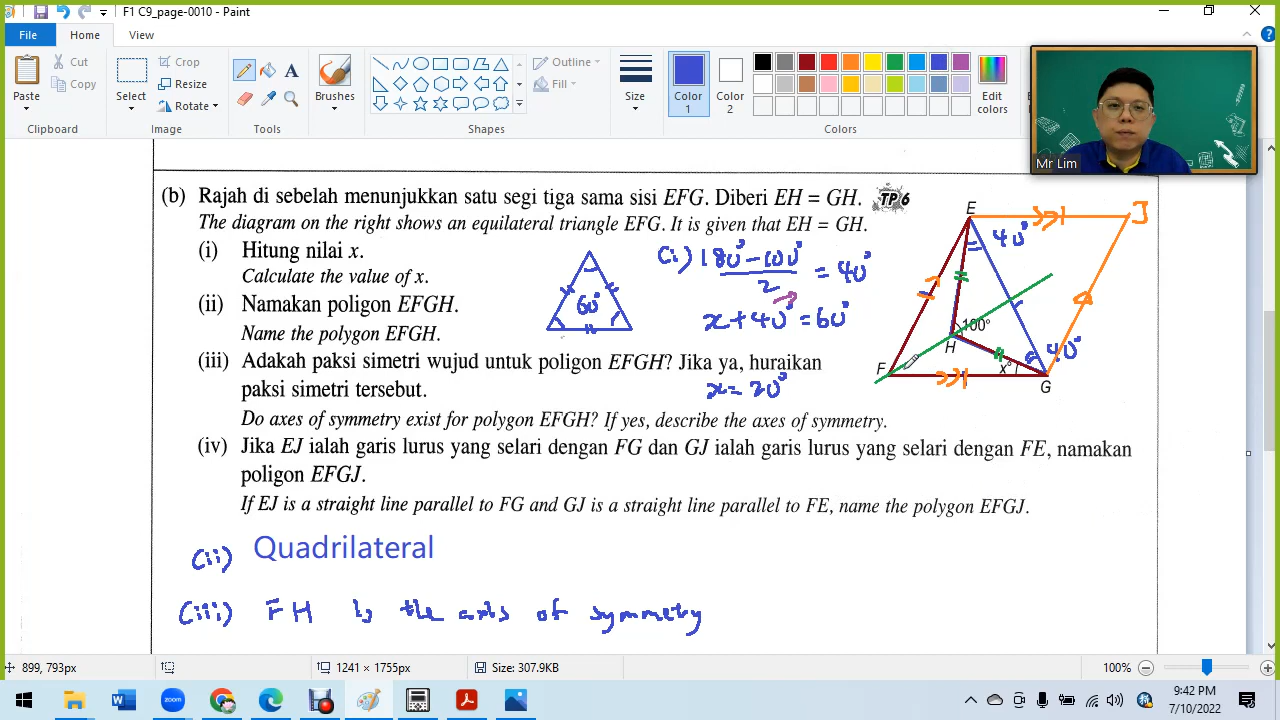 F1 C9_page-0010 - Paint
File Home View
Cut
Copy
Paste
Clipboard
Select
Crop
Resize
Rotate
Image
A
Tools
Brushes
Shapes
Outline
Fill
Size
Color 1
Color 2
Colors
Edit colors
Mr Lim
(b) Rajah di sebelah menunjukkan satu segi tiga sama sisi EFG. Diberi EH = GH. TP 6
The diagram on the right shows an equilateral triangle EFG. It is given that EH = GH.
(i) Hitung nilai x.
Calculate the value of x.
(ii) Namakan poligon EFGH.
Name the polygon EFGH.
(iii) Adakah paksi simetri wujud untuk poligon EFGH? Jika ya, huraikan
paksi simetri tersebut.
Do axes of symmetry exist for polygon EFGH? If yes, describe the axes of symmetry.
(iv) Jika EJ ialah garis lurus yang selari dengan FG dan GJ ialah garis lurus yang selari dengan FE, namakan
poligon EFGJ.
If EJ is a straight line parallel to FG and GJ is a straight line parallel to FE, name the polygon EFGJ.
60°
(i) 180° - 100°
2
= 40°
x + 40° = 60°
x = 20°
E
J
40°
100°
H
40°
F
x°
G
(ii) Quadrilateral
(iii) FH is the axis of symmetry
899, 793px
1241 × 1755px
Size: 307.9KB
100%
W
zoom
9:42 PM
7/10/2022